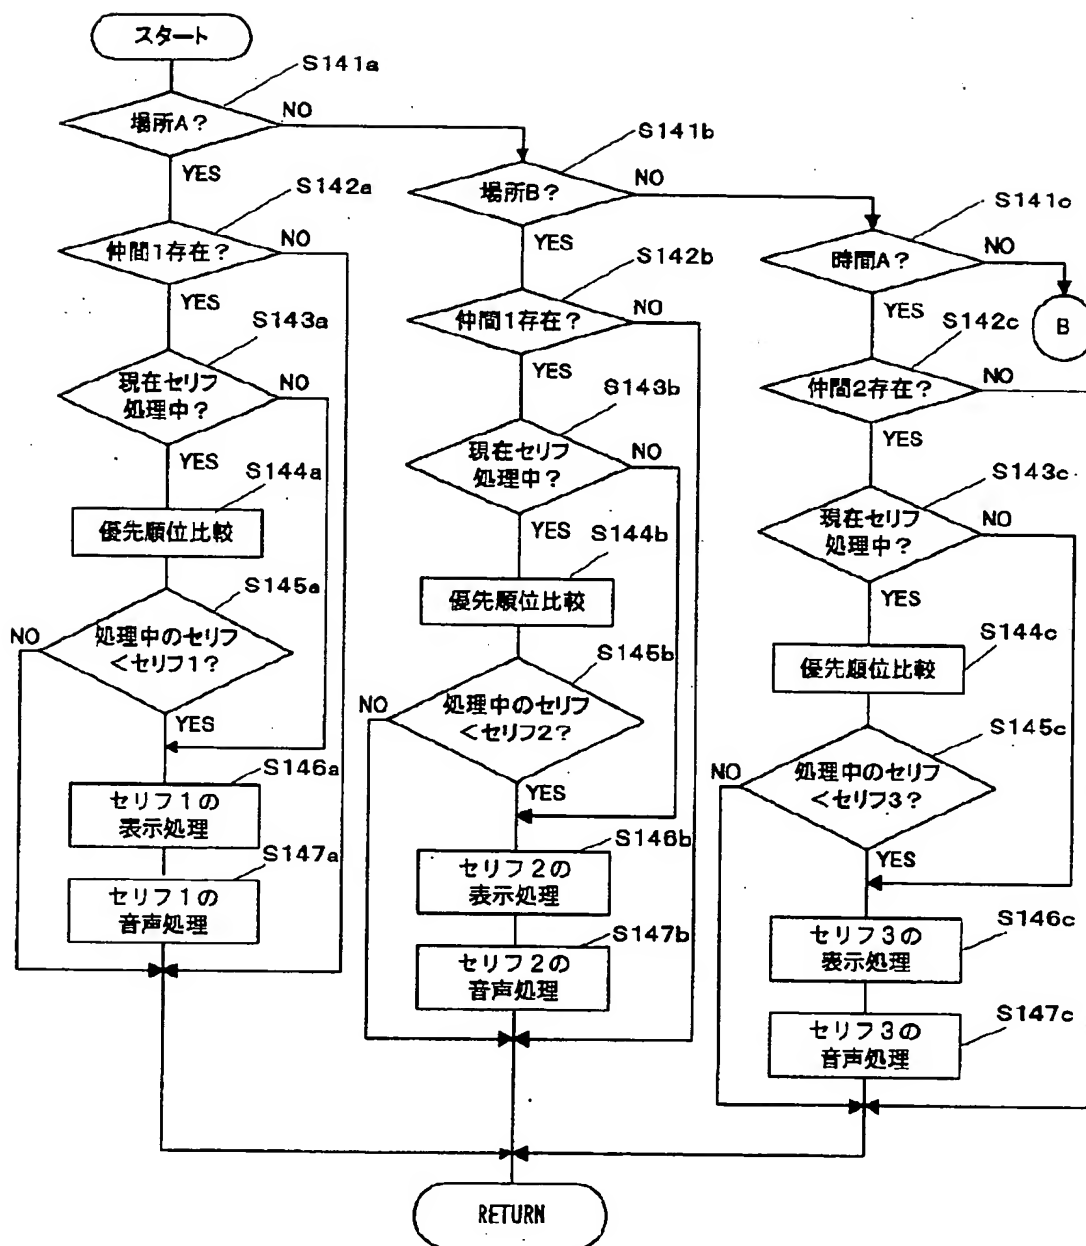 スタート
S141a
場所A？
NO
YES
S142a
仲間1存在？
NO
YES
S143a
現在セリフ
処理中？
NO
YES
S144a
優先順位比較
S145a
処理中のセリフ
＜セリフ1？
NO
YES
S146a
セリフ1の
表示処理
S147a
セリフ1の
音声処理
S141b
場所B？
NO
YES
S142b
仲間1存在？
NO
YES
S143b
現在セリフ
処理中？
NO
YES
S144b
優先順位比較
S145b
処理中のセリフ
＜セリフ2？
NO
YES
S146b
セリフ2の
表示処理
S147b
セリフ2の
音声処理
S141c
時間A？
NO
B
YES
S142c
仲間2存在？
NO
YES
S143c
現在セリフ
処理中？
NO
YES
S144c
優先順位比較
S145c
処理中のセリフ
＜セリフ3？
NO
YES
S146c
セリフ3の
表示処理
S147c
セリフ3の
音声処理
RETURN